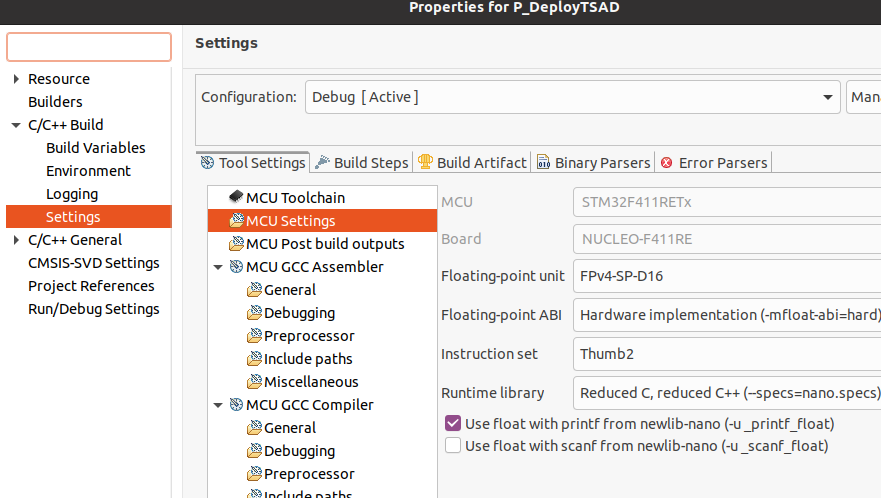 Properties for P_DeployTSAD
Settings
Configuration: Debug [ Active ] Man
Resource
Builders
C/C++ Build
Build Variables
Environment
Logging
Settings
C/C++ General
CMSIS-SVD Settings
Project References
Run/Debug Settings
Tool Settings Build Steps Build Artifact Binary Parsers Error Parsers
MCU Toolchain
MCU Settings
MCU Post build outputs
MCU GCC Assembler
General
Debugging
Preprocessor
Include paths
Miscellaneous
MCU GCC Compiler
General
Debugging
Preprocessor
Include paths
MCU STM32F411RETx
Board NUCLEO-F411RE
Floating-point unit FPv4-SP-D16
Floating-point ABI Hardware implementation (-mfloat-abi=hard)
Instruction set Thumb2
Runtime library Reduced C, reduced C++ (--specs=nano.specs)
Use float with printf from newlib-nano (-u _printf_float)
Use float with scanf from newlib-nano (-u _scanf_float)